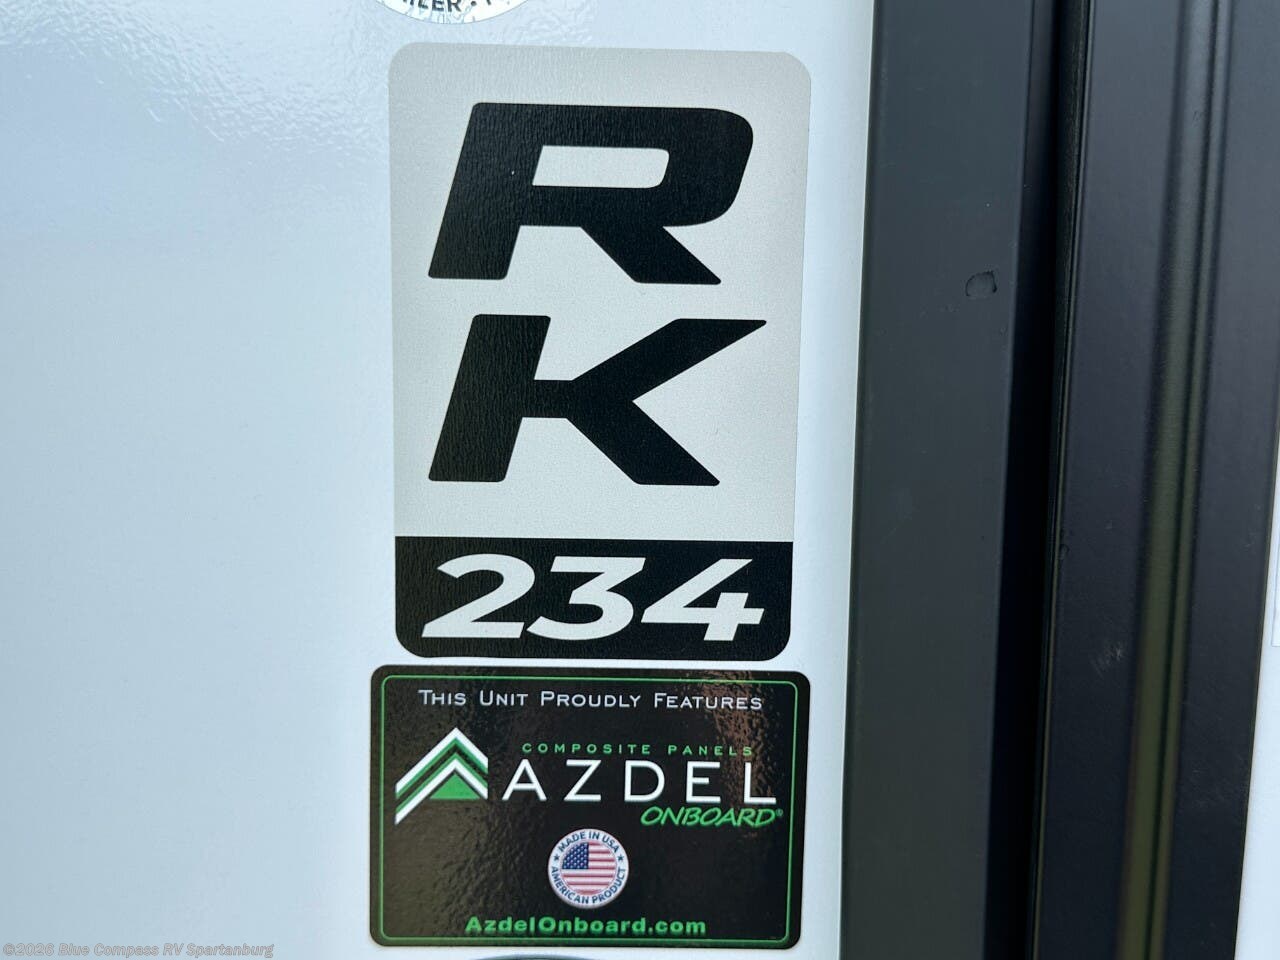 R
K
234
THIS UNIT PROUDLY FEATURES
COMPOSITE PANELS
AZDEL
ONBOARD®
MADE IN USA
AMERICAN PRODUCT
AzdelOnboard.com
©2026 Blue Compass RV Spartanburg